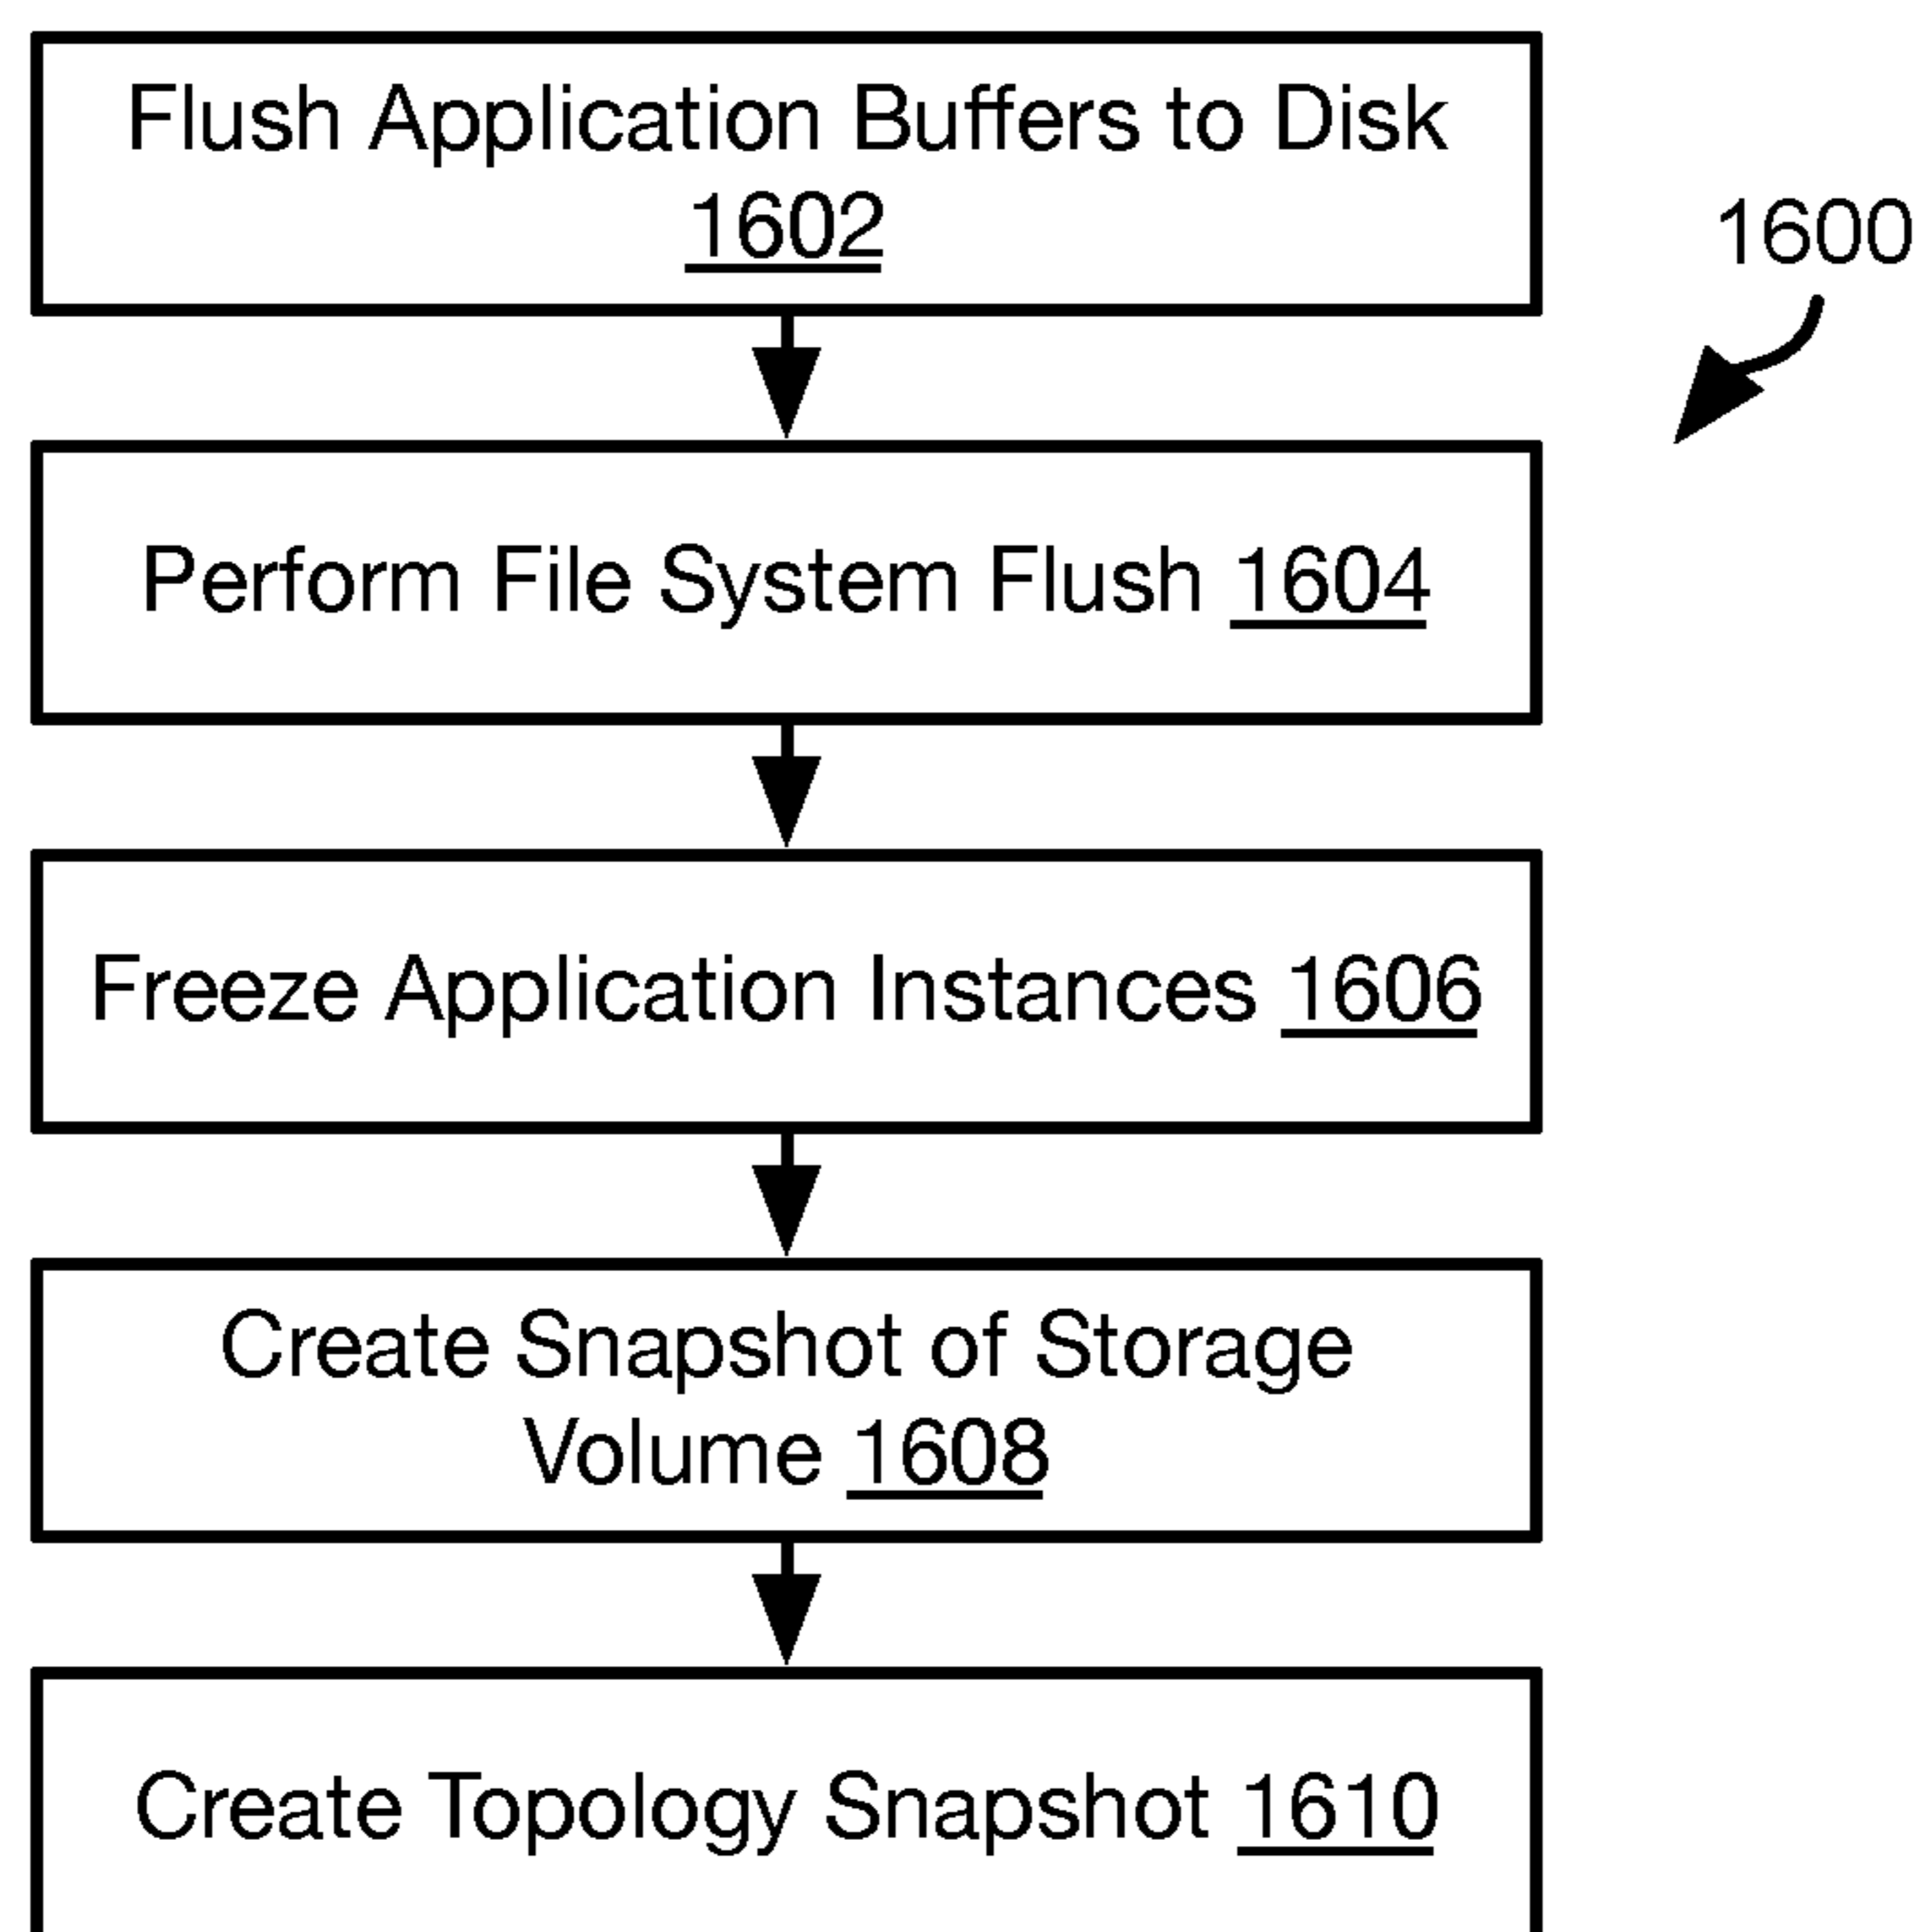 Flush Application Buffers to Disk
1602
1600
Perform File System Flush 1604
Freeze Application Instances 1606
Create Snapshot of Storage
Volume 1608
Create Topology Snapshot 1610